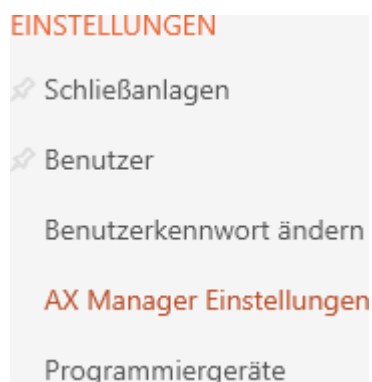 EINSTELLUNGEN
Schließanlagen
Benutzer
Benutzerkennwort ändern
AX Manager Einstellungen
Programmiergeräte